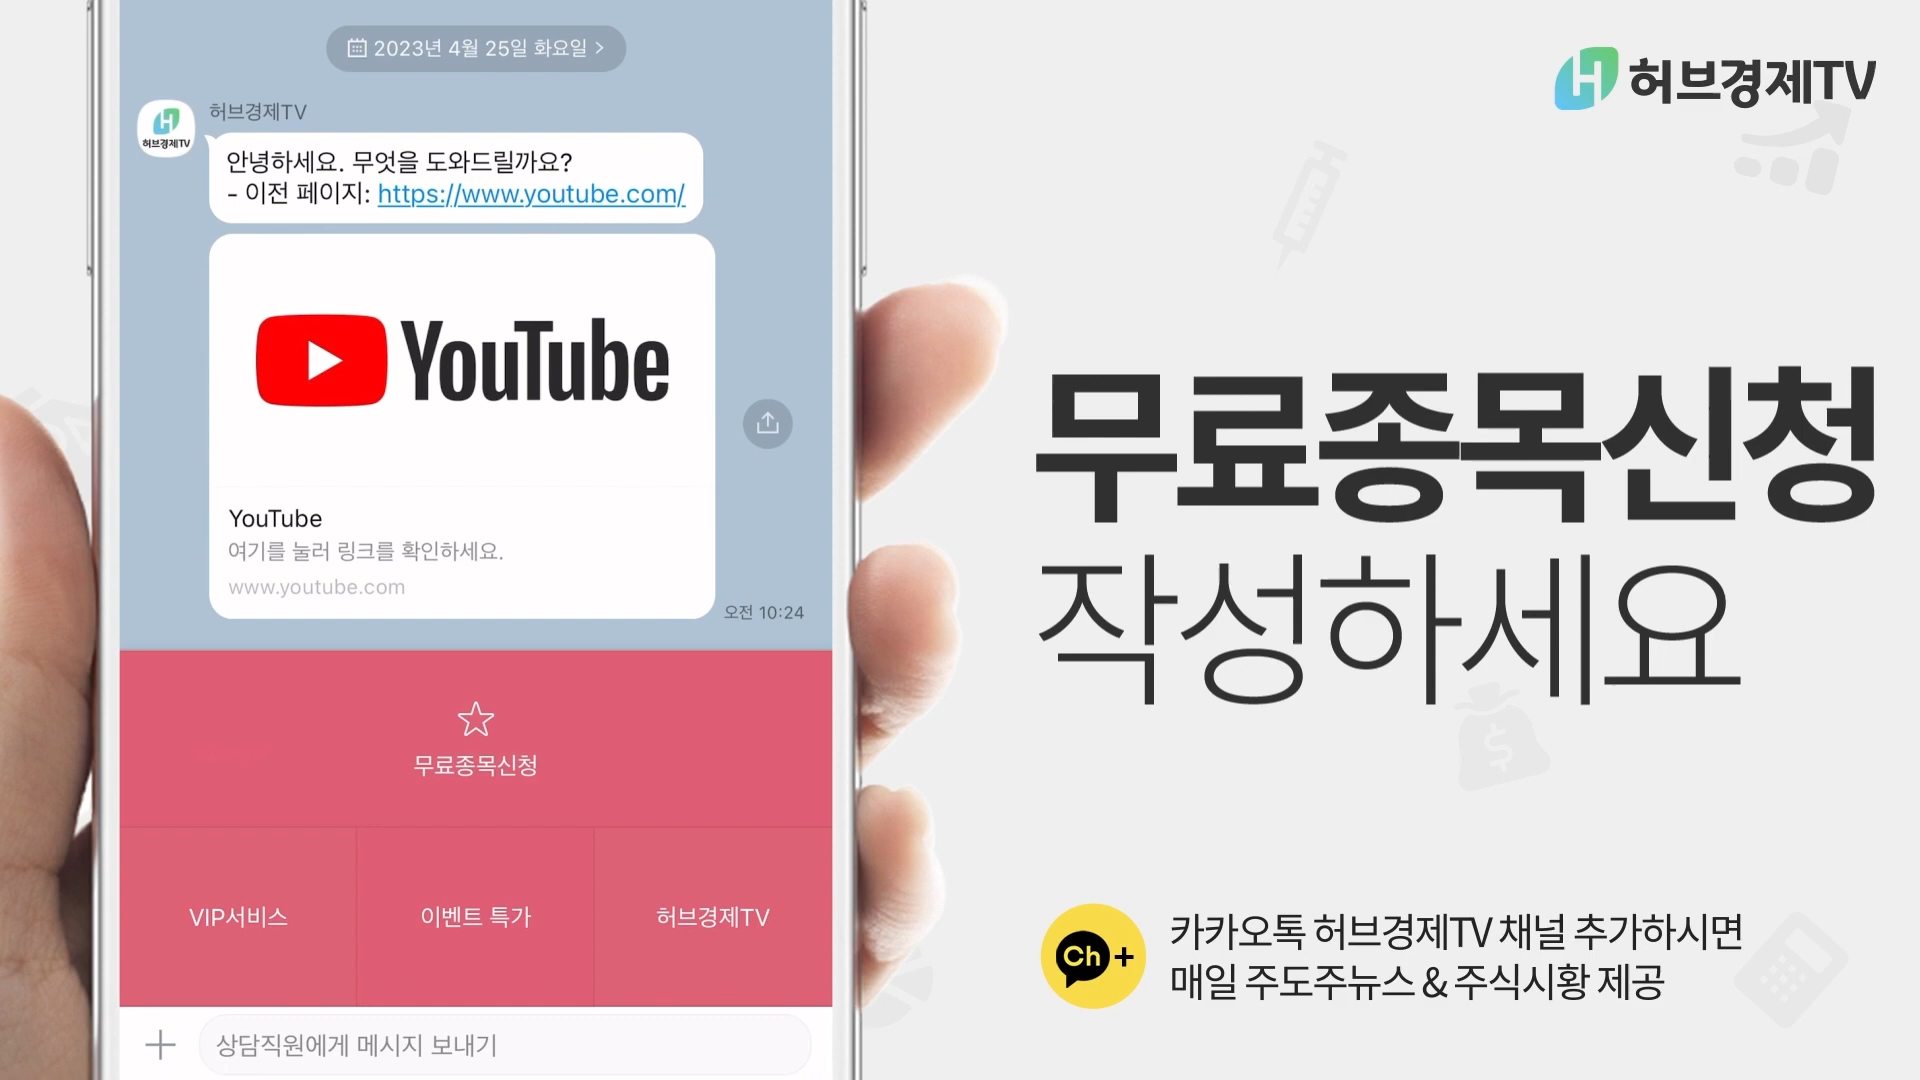 2023년 4월 25일 화요일 >
허브경제TV
허브경제TV
안녕하세요. 무엇을 도와드릴까요?
- 이전 페이지: https://www.youtube.com/
YouTube
YouTube
여기를 눌러 링크를 확인하세요.
www.youtube.com
오전 10:24
무료종목신청
VIP서비스
이벤트 특가
허브경제TV
상담직원에게 메시지 보내기
H 허브경제TV
무료종목신청
작성하세요
Ch+
카카오톡 허브경제TV 채널 추가하시면
매일 주도주뉴스 & 주식시황 제공